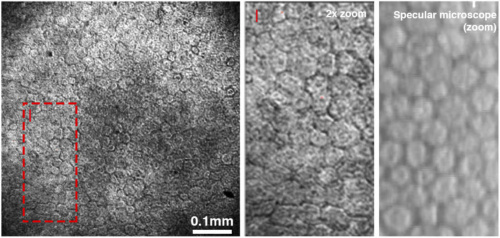 I
0.1mm
I
2x zoom
Specular microscope
(zoom)